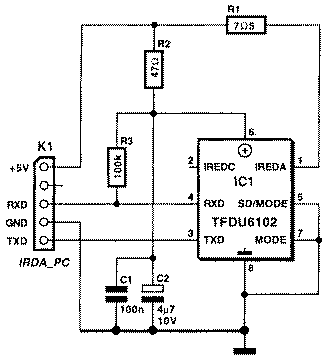 R1
7Ω5
R2
47Ω
K1
R3
100k
+5V
RXD
GND
TXD
IRDA_PC
6
2 IREDC IREDA 1
IC1
4 RXD SD/MODE 5
TFDU6102
3 TXD MODE 7
8
C1
100n
C2
4µ7
10V